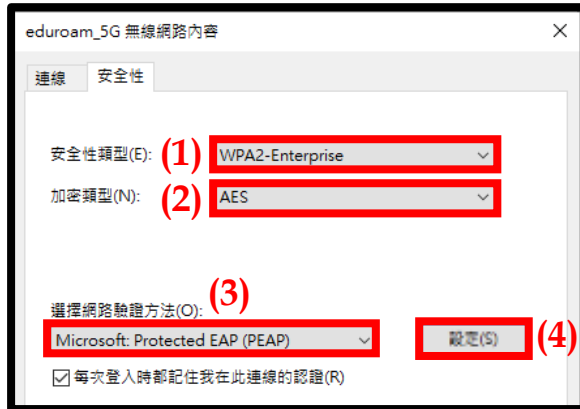 eduroam_5G 無線網路內容
連線 安全性
安全性類型(E): (1) WPA2-Enterprise
加密類型(N): (2) AES
選擇網路驗證方法(O): (3)
Microsoft: Protected EAP (PEAP) 設定(S) (4)
每次登入時都記住我在此連線的認證(R)